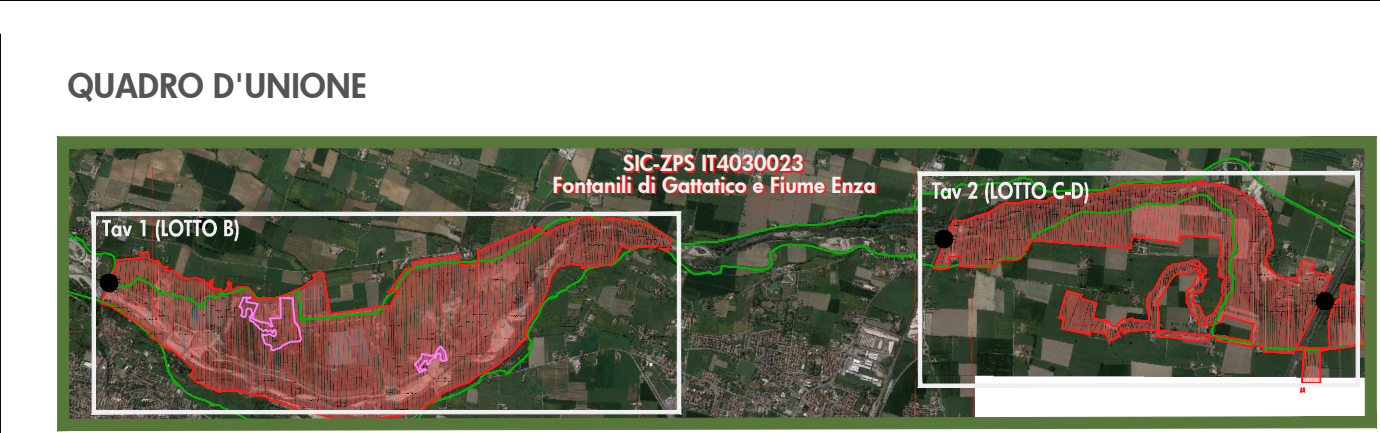 QUADRO D'UNIONE
SIC-ZPS IT4030023
Fontanili di Gattatico e Fiume Enza
Tav 1 (LOTTO B)
Tav 2 (LOTTO C-D)